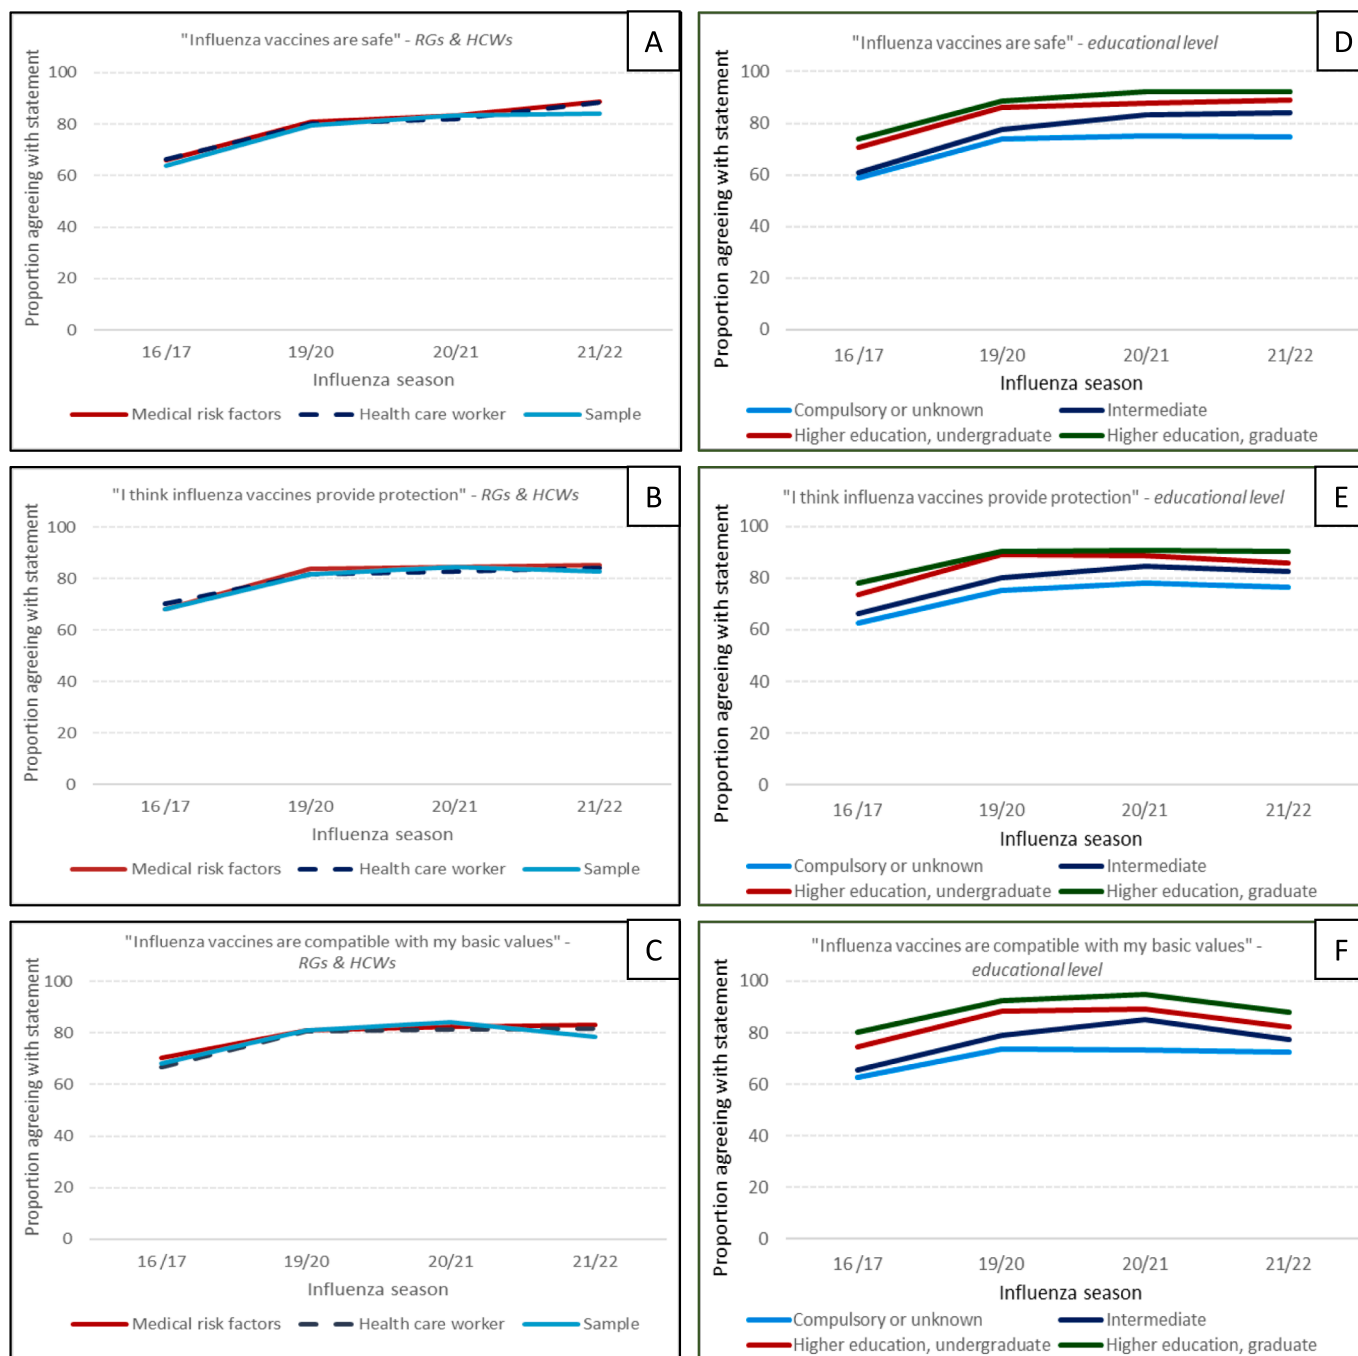 "Influenza vaccines are safe" - RGs & HCWs
A
Proportion agreeing with statement
100
80
60
40
20
0
16 /17 19/20 20/21 21/22
Influenza season
Medical risk factors Health care worker Sample
"I think influenza vaccines provide protection" - RGs & HCWs
B
Proportion agreeing with statement
100
80
60
40
20
0
16 /17 19/20 20/21 21/22
Influenza season
Medical risk factors Health care worker Sample
"Influenza vaccines are compatible with my basic values" -
RGs & HCWs
C
Proportion agreeing with statement
100
80
60
40
20
0
16 /17 19/20 20/21 21/22
Influenza season
Medical risk factors Health care worker Sample
"Influenza vaccines are safe" - educational level
D
Proportion agreeing with statement
100
80
60
40
20
0
16 /17 19/20 20/21 21/22
Influenza season
Compulsory or unknown Intermediate
Higher education, undergraduate Higher education, graduate
"I think influenza vaccines provide protection" - educational level
E
Proportion agreeing with statement
100
80
60
40
20
0
16 /17 19/20 20/21 21/22
Influenza season
Compulsory or unknown Intermediate
Higher education, undergraduate Higher education, graduate
"Influenza vaccines are compatible with my basic values" -
educational level
F
Proportion agreeing with statement
100
80
60
40
20
0
16 /17 19/20 20/21 21/22
Influenza season
Compulsory or unknown Intermediate
Higher education, undergraduate Higher education, graduate